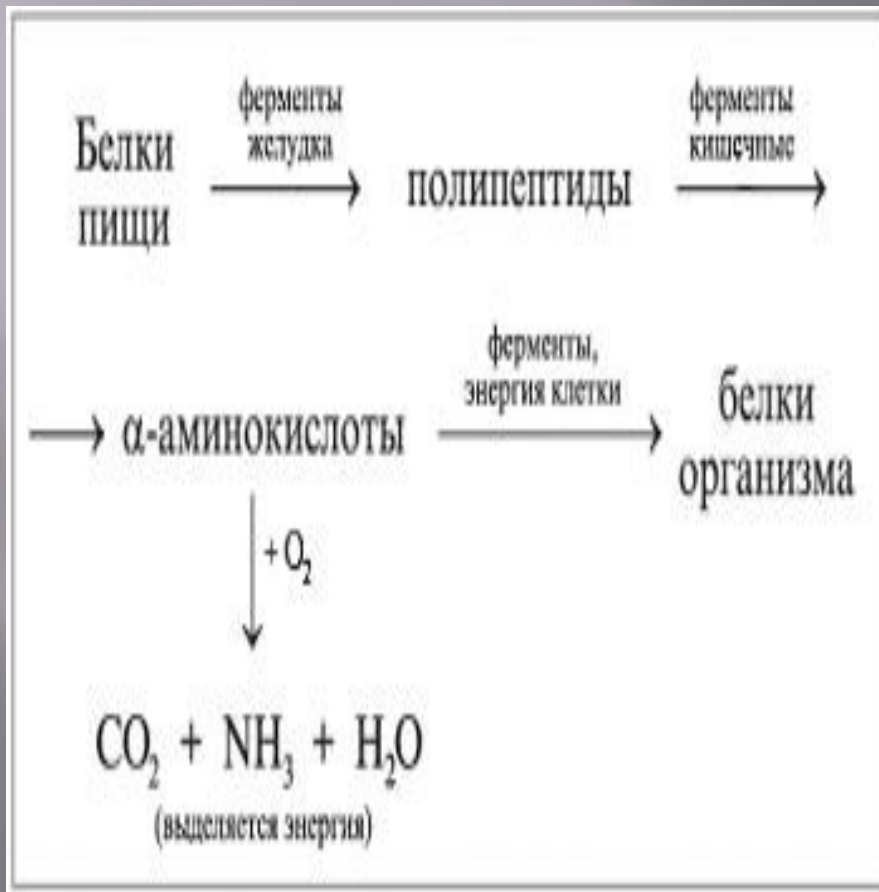 Белки
пищи
ферменты
желудка
полипептиды
ферменты
кишечные
α-аминокислоты
ферменты,
энергия клетки
белки
организма
+ O₂
CO₂ + NH₃ + H₂O
(выделяется энергия)